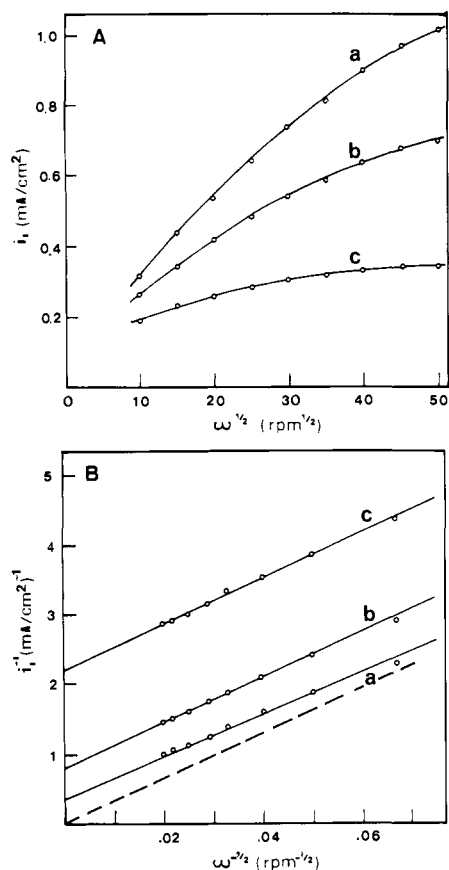 A
1.0
0.8
0.6
0.4
0.2
0
10
20
30
40
50
a
b
c
i₁ (mA/cm²)
ω^1/2 (rpm^1/2)
B
5
4
3
2
1
.02
.04
.06
c
b
a
i₁^-1 (mA/cm²)^-1
ω^-1/2 (rpm^-1/2)